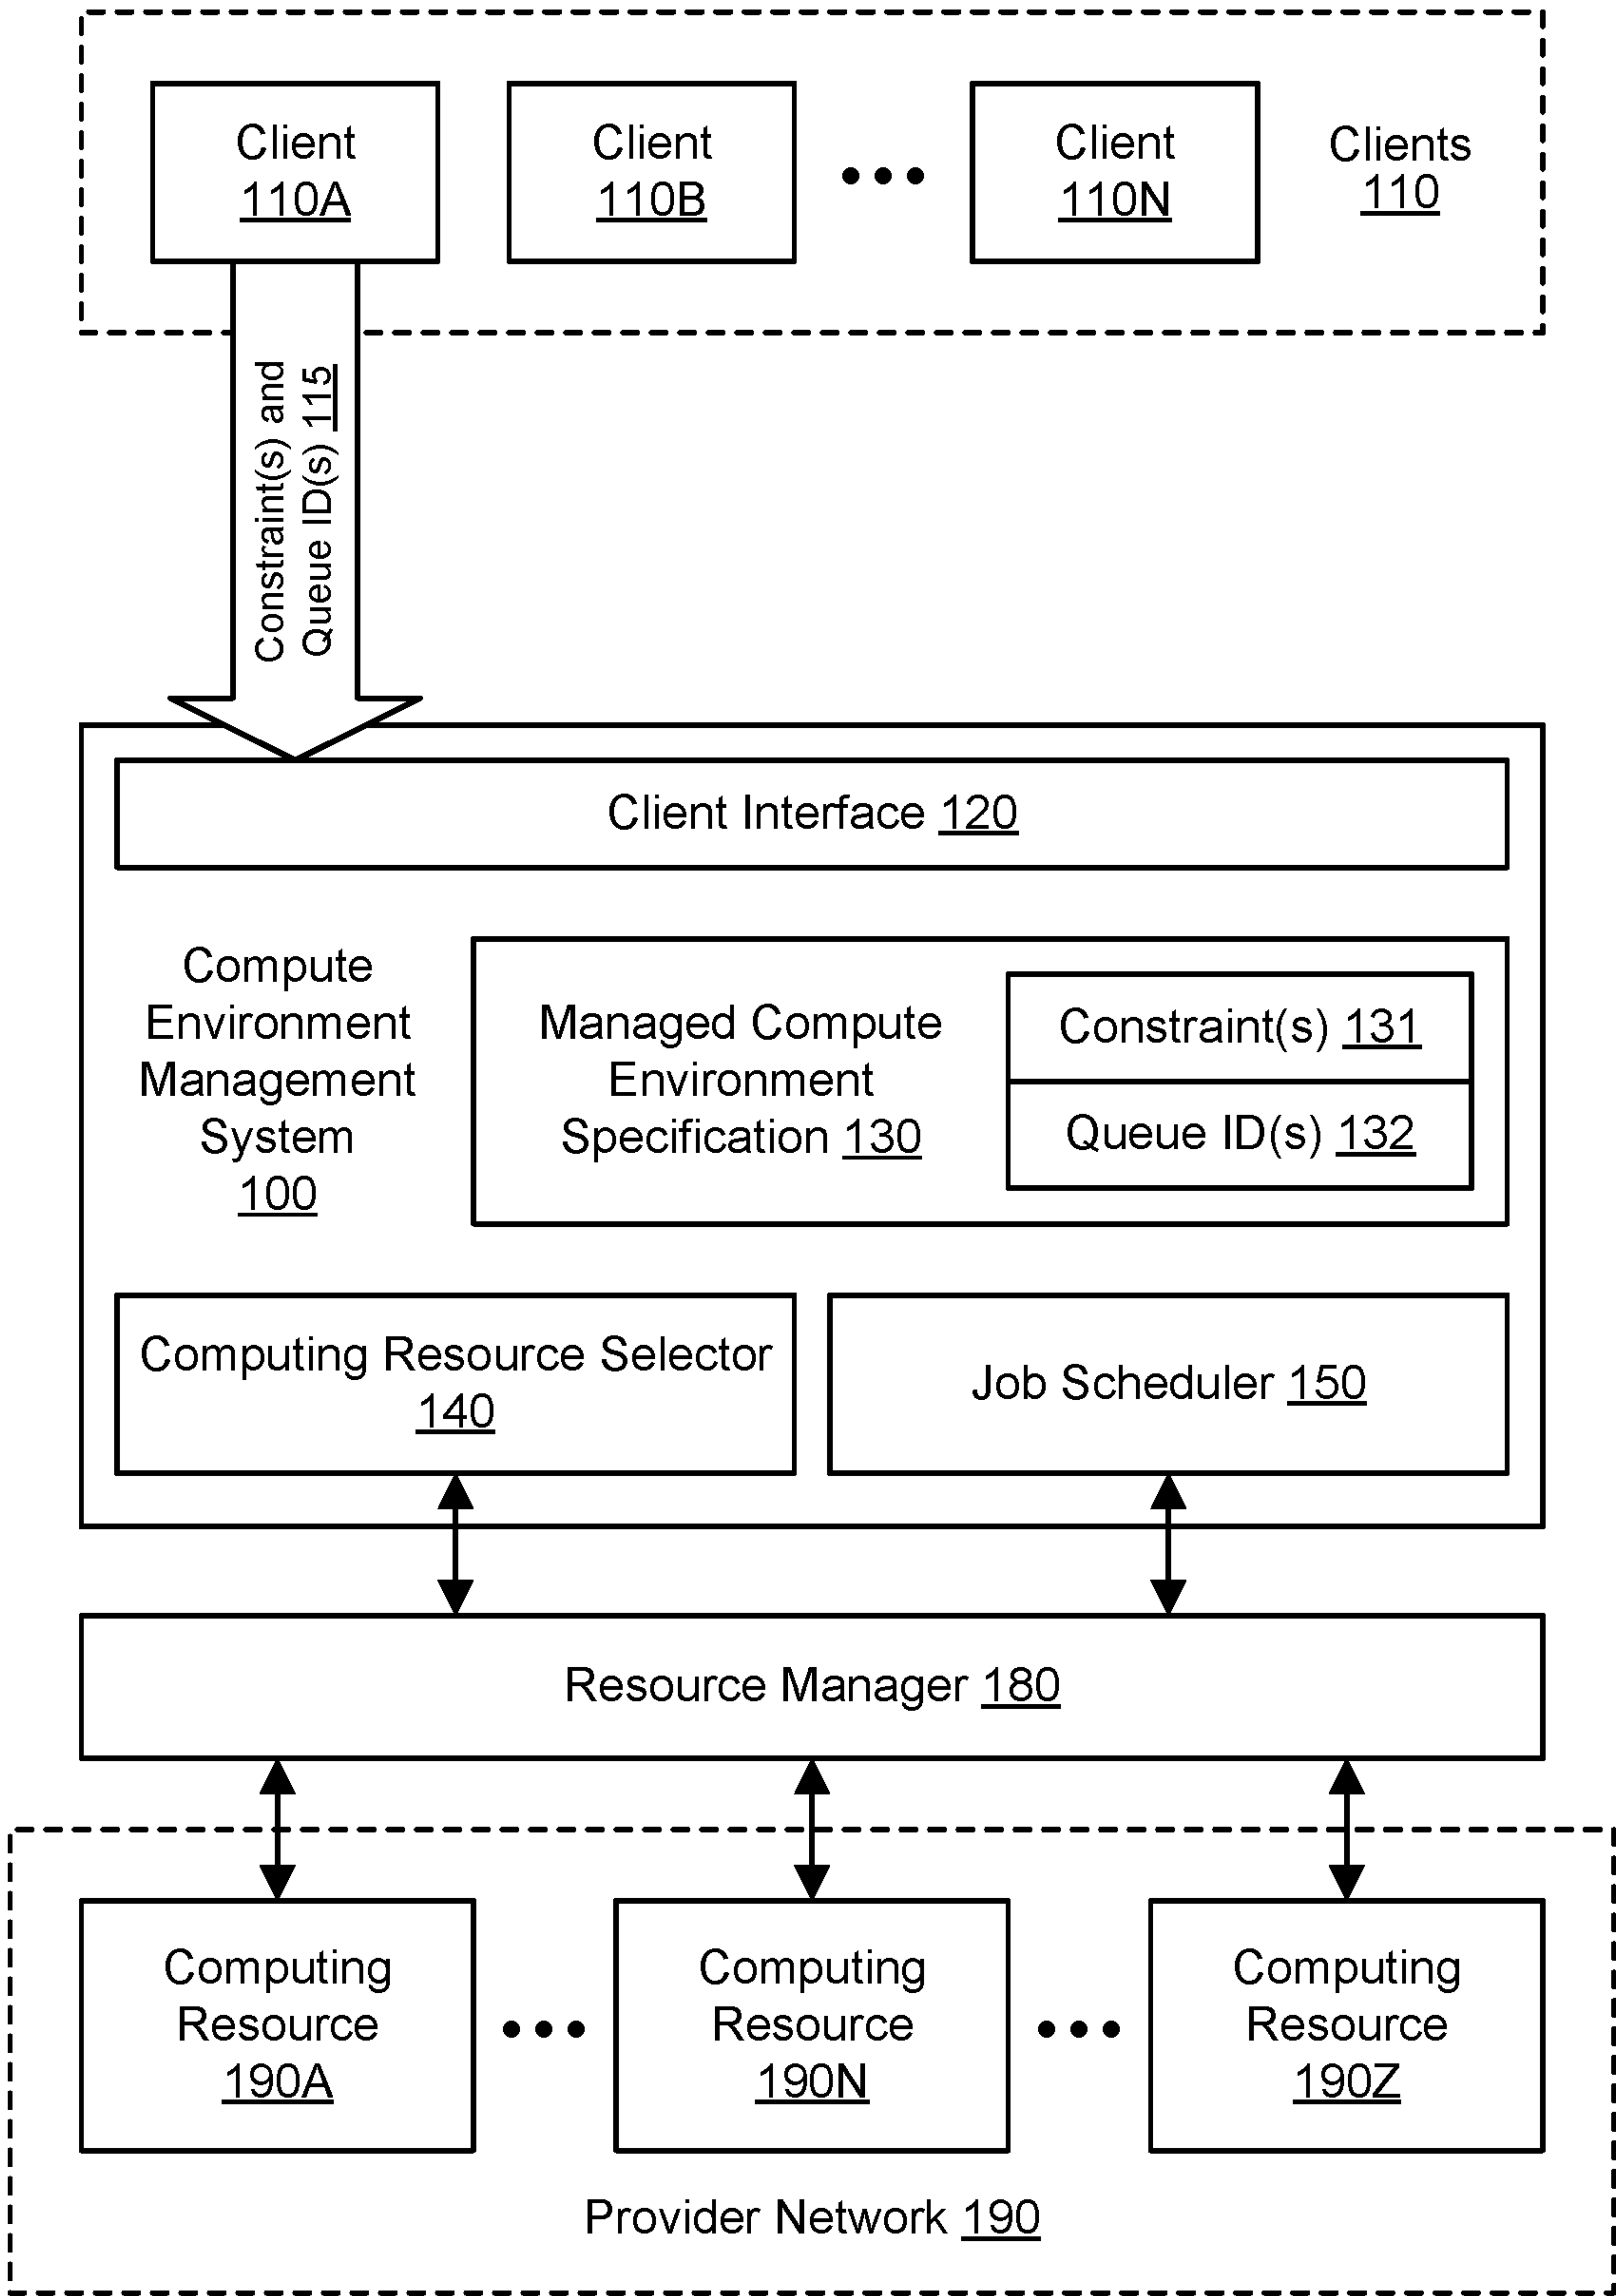 Client
110A
Client
110B
Client
110N
Clients
110
Constraint(s) and
Queue ID(s) 115
Client Interface 120
Compute
Environment
Management
System
100
Managed Compute
Environment
Specification 130
Constraint(s) 131
Queue ID(s) 132
Computing Resource Selector
140
Job Scheduler 150
Resource Manager 180
Computing
Resource
190A
Computing
Resource
190N
Computing
Resource
190Z
Provider Network 190